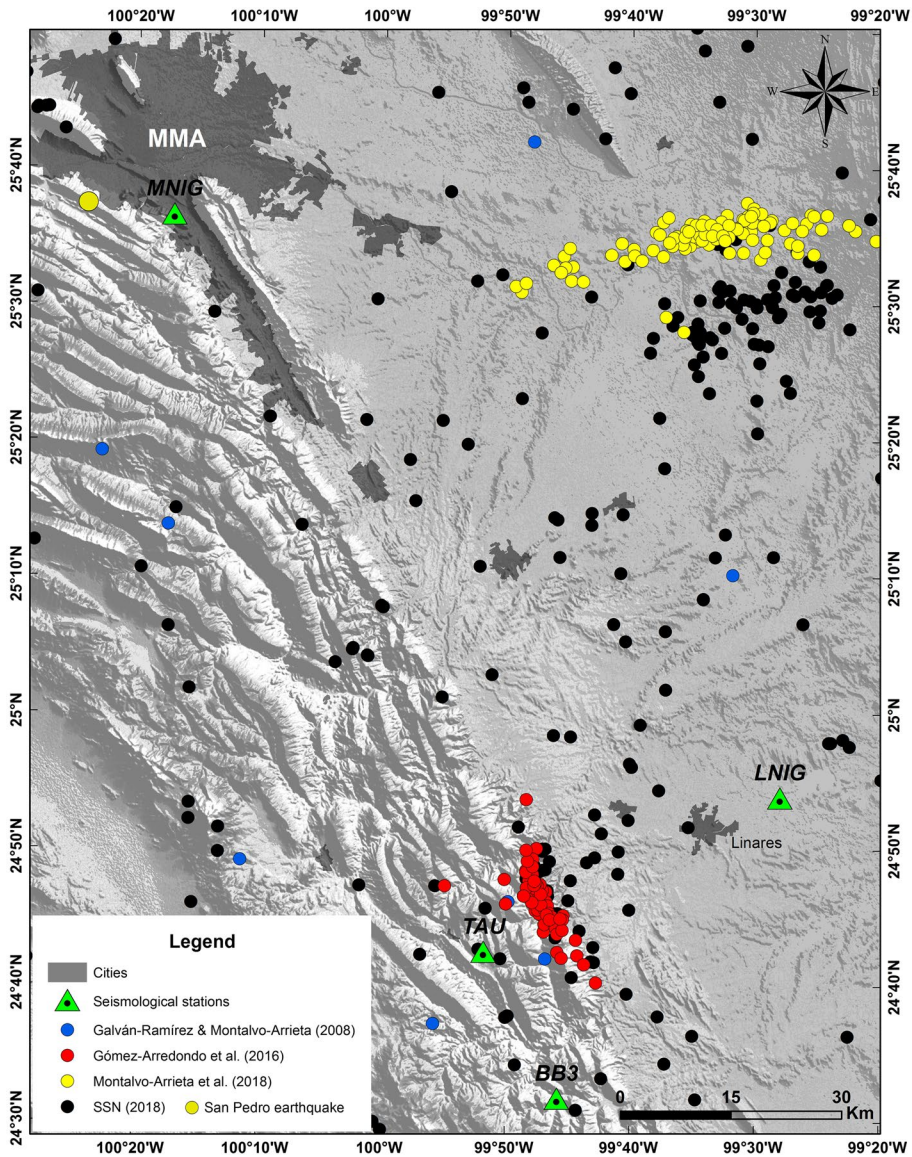 100°20'W 100°10'W 100°W 99°50'W 99°40'W 99°30'W 99°20'W
N
W E
S
MMA
25°40'N 25°40'N
MNIG
25°30'N 25°30'N
25°20'N 25°20'N
25°10'N 25°10'N
25°N 25°N
LNIG
24°50'N 24°50'N
Linares
TAU
Legend
Cities
24°40'N 24°40'N
Seismological stations
Galván-Ramírez & Montalvo-Arrieta (2008)
Gómez-Arredondo et al. (2016)
Montalvo-Arrieta et al. (2018)
BB3
SSN (2018) San Pedro earthquake
0 15 30
Km
24°30'N 24°30'N
100°20'W 100°10'W 100°W 99°50'W 99°40'W 99°30'W 99°20'W